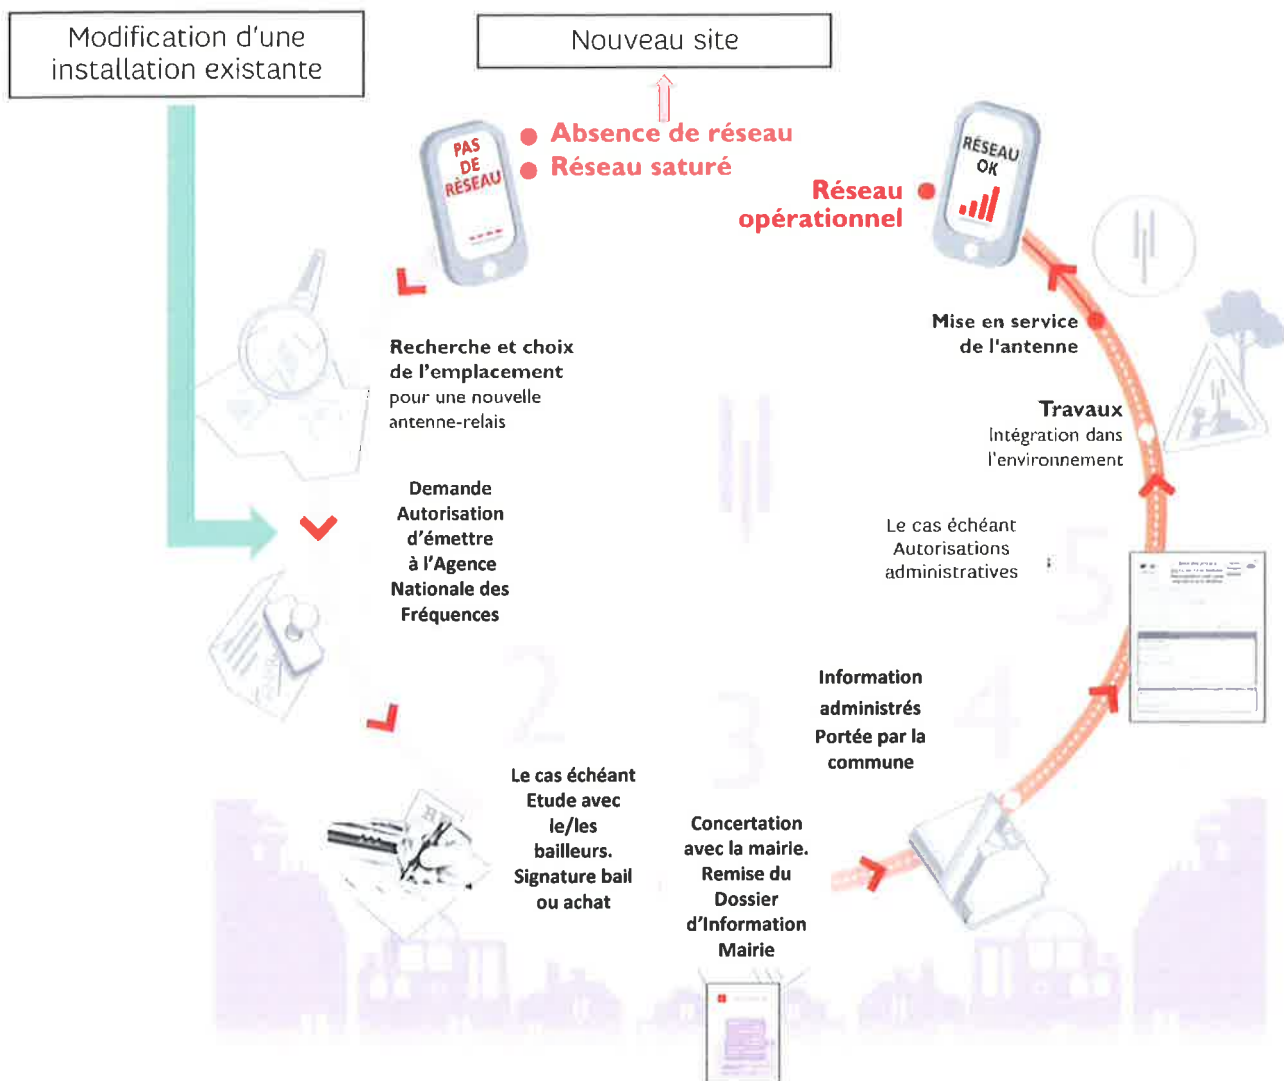 Modification d'une
installation existante
Nouveau site
Absence de réseau
Réseau saturé
PAS
DE
RÉSEAU
RÉSEAU
OK
Réseau
opérationnel
Recherche et choix
de l'emplacement
pour une nouvelle
antenne-relais
Demande
Autorisation
d'émettre
à l'Agence
Nationale des
Fréquences
2
Le cas échéant
Etude avec
le/les
bailleurs.
Signature bail
ou achat
3
Concertation
avec la mairie.
Remise du
Dossier
d'Information
Mairie
4
Information
administrés
Portée par la
commune
5
Le cas échéant
Autorisations
administratives
:
Travaux
Intégration dans
l'environnement
Mise en service
de l'antenne